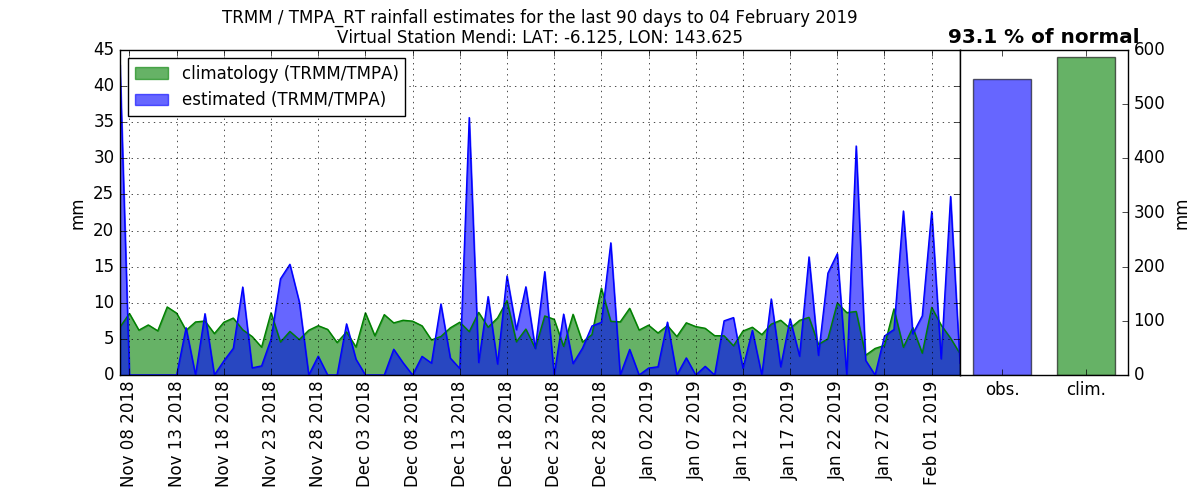 TRMM / TMPA_RT rainfall estimates for the last 90 days to 04 February 2019
Virtual Station Mendi: LAT: -6.125, LON: 143.625
93.1 % of normal
climatology (TRMM/TMPA)
estimated (TRMM/TMPA)
mm
45
40
35
30
25
20
15
10
5
0
Nov 08 2018
Nov 13 2018
Nov 18 2018
Nov 23 2018
Nov 28 2018
Dec 03 2018
Dec 08 2018
Dec 13 2018
Dec 18 2018
Dec 23 2018
Dec 28 2018
Jan 02 2019
Jan 07 2019
Jan 12 2019
Jan 17 2019
Jan 22 2019
Jan 27 2019
Feb 01 2019
obs.
clim.
600
500
400
300
200
100
0
mm